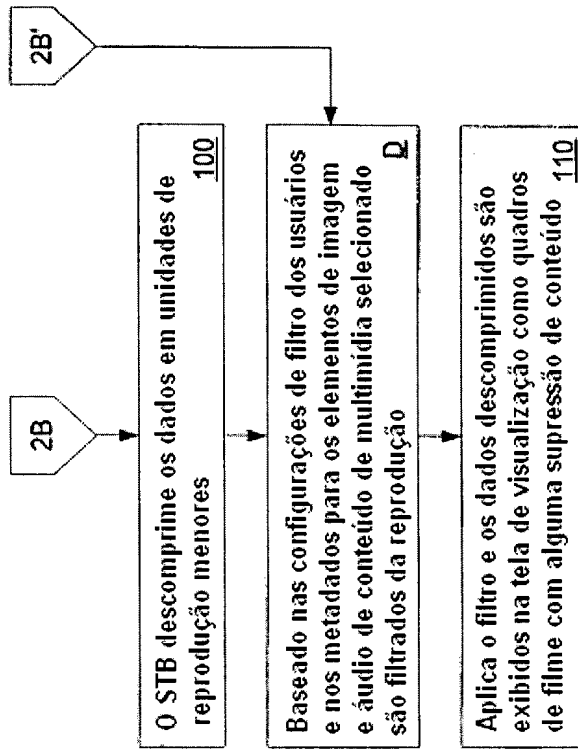 2B
2B'
O STB descomprime os dados em unidades de
reprodução menores
100
Baseado nas configurações de filtro dos usuários
e nos metadados para os elementos de imagem
e áudio de conteúdo de multimídia selecionado
são filtrados da reprodução
D
Aplica o filtro e os dados descomprimidos são
exibidos na tela de visualização como quadros
de filme com alguma supressão de conteúdo
110